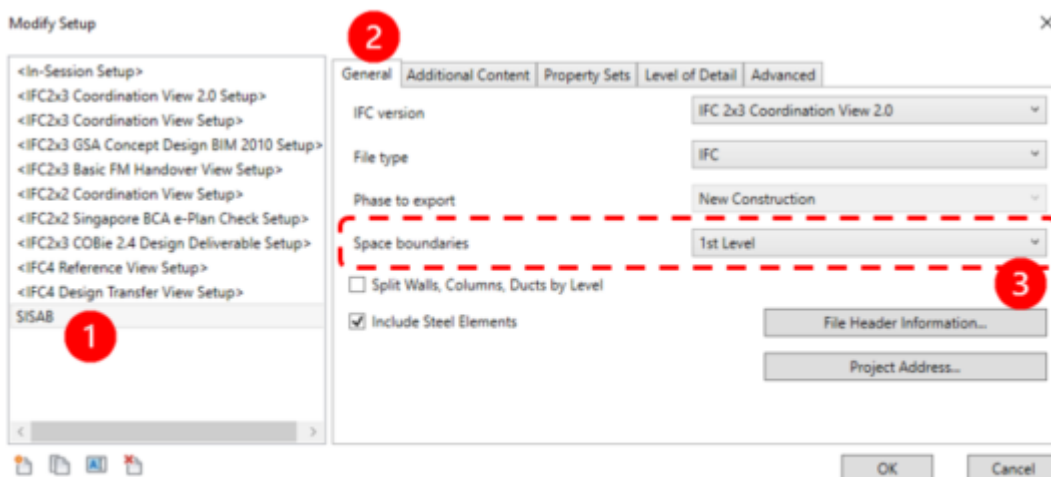 Modify Setup
2
<In-Session Setup>
<IFC2x3 Coordination View 2.0 Setup>
<IFC2x3 Coordination View Setup>
<IFC2x3 GSA Concept Design BIM 2010 Setup>
<IFC2x3 Basic FM Handover View Setup>
<IFC2x2 Coordination View Setup>
<IFC2x2 Singapore BCA e-Plan Check Setup>
<IFC2x3 COBie 2.4 Design Deliverable Setup>
<IFC4 Reference View Setup>
<IFC4 Design Transfer View Setup>
SISAB
1
General Additional Content Property Sets Level of Detail Advanced
IFC version IFC 2x3 Coordination View 2.0
File type IFC
Phase to export New Construction
Space boundaries 1st Level
3
Split Walls, Columns, Ducts by Level
Include Steel Elements File Header Information...
Project Address...
OK Cancel